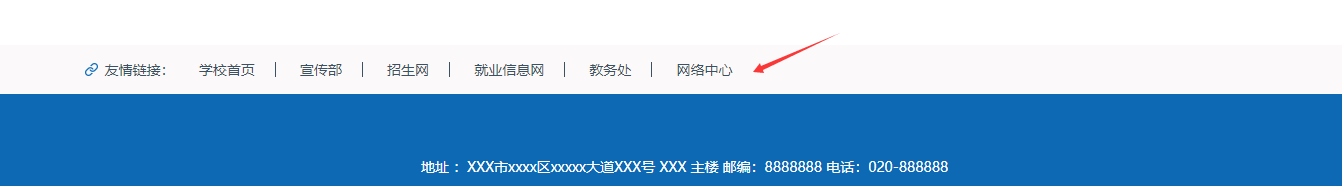 友情链接： 学校首页 | 宣传部 | 招生网 | 就业信息网 | 教务处 | 网络中心
地址 ：XXX市xxxx区xxxxx大道XXX号 XXX 主楼 邮编：8888888 电话：020-888888